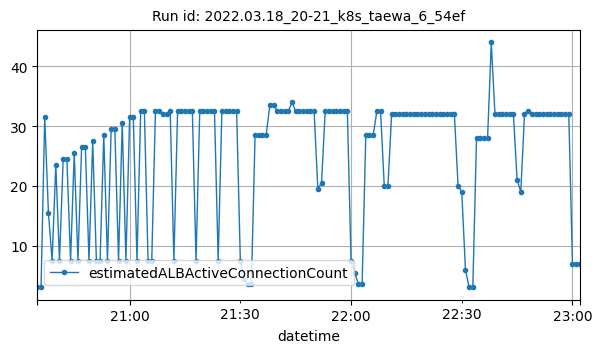 Run id: 2022.03.18_20-21_k8s_taewa_6_54ef
40
30
20
10
estimatedALBActiveConnectionCount
21:00 21:30 22:00 22:30 23:00
datetime